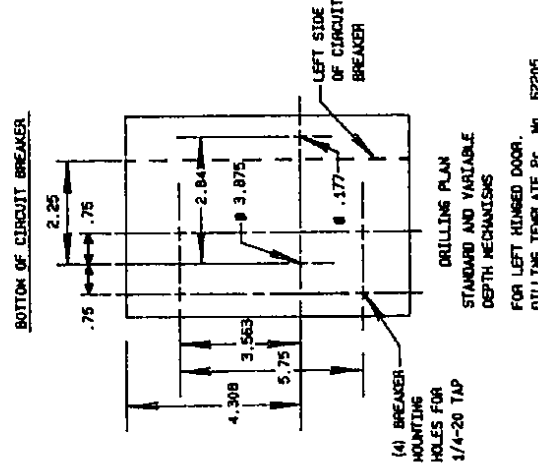 BOTTOM OF CIRCUIT BREAKER
2.25
.75
.75
2.841
Ø 3.875
Ø .177
LEFT SIDE
OF CIRCUIT
BREAKER
4.308
3.563
5.75
(4) BREAKER
MOUNTING
HOLES FOR
1/4-20 TAP
DRILLING PLAN
STANDARD AND VARIABLE
DEPTH MECHANISMS
FOR LEFT HINGED DOOR.